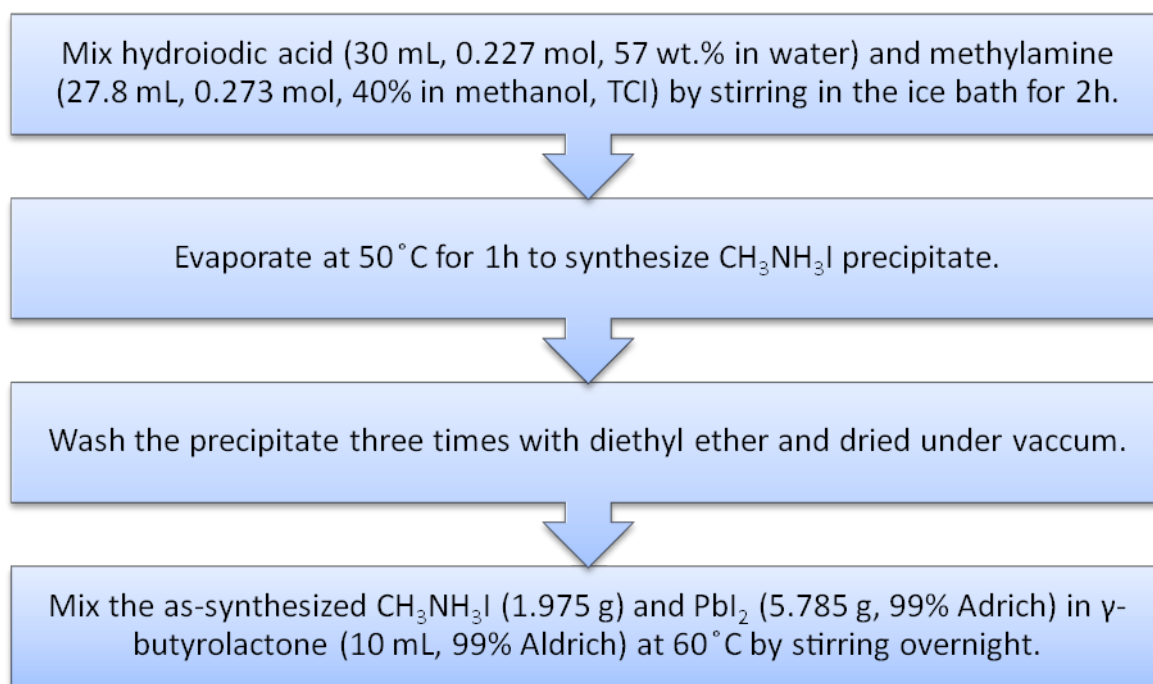 Mix hydroiodic acid (30 mL, 0.227 mol, 57 wt.% in water) and methylamine
(27.8 mL, 0.273 mol, 40% in methanol, TCI) by stirring in the ice bath for 2h.
Evaporate at 50˚C for 1h to synthesize CH₃NH₃I precipitate.
Wash the precipitate three times with diethyl ether and dried under vaccum.
Mix the as-synthesized CH₃NH₃I (1.975 g) and PbI₂ (5.785 g, 99% Adrich) in γ-
butyrolactone (10 mL, 99% Aldrich) at 60˚C by stirring overnight.